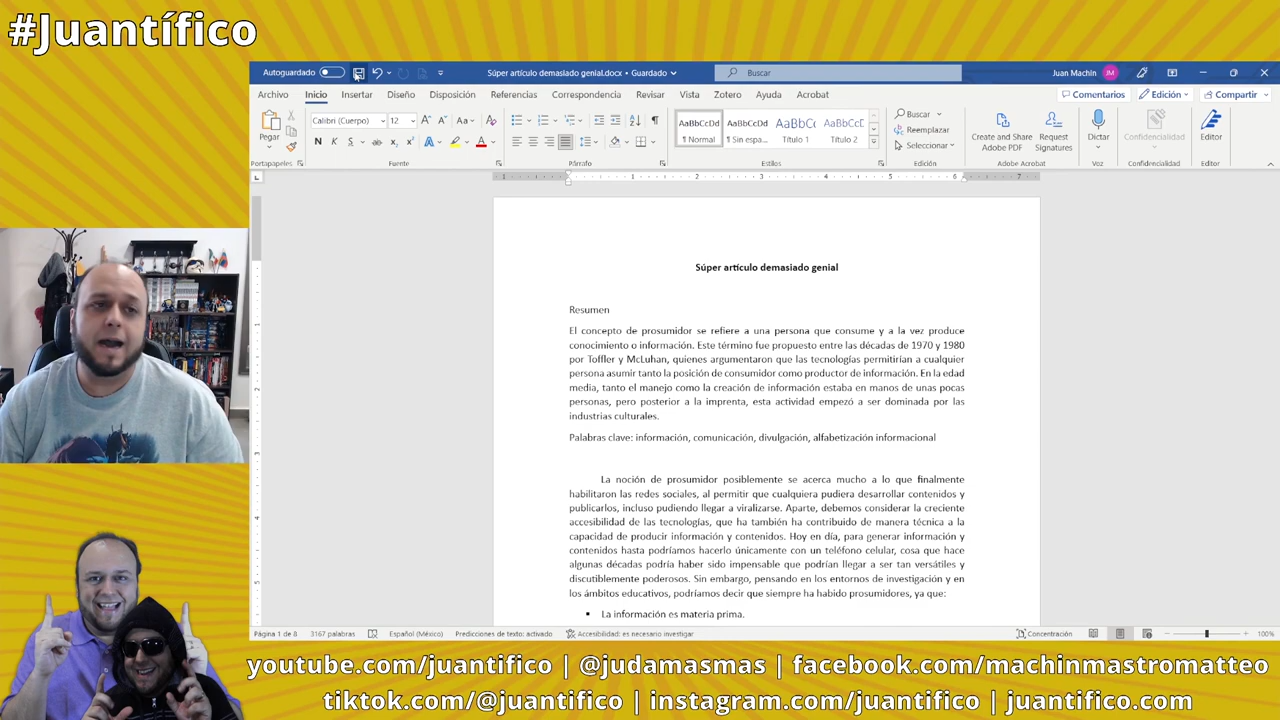 #Juantífico
Autoguardado
Súper artículo demasiado genial.docx • Guardado
Buscar
Juan Machin
JM
Archivo Inicio Insertar Diseño Disposición Referencias Correspondencia Revisar Vista Zotero Ayuda Acrobat
Comentarios Edición Compartir
Pegar
Calibri (Cuerpo) 12
N K S
AaBbCcDd AaBbCcDd AaBbCc AaBbCcD
¶ Normal ¶ Sin espa... Título 1 Título 2
Buscar
Reemplazar
Seleccionar
Create and Share Adobe PDF
Request Signatures
Dictar
Confidencialidad
Editor
Portapapeles Fuente Párrafo Estilos Edición Adobe Acrobat Voz Confidencialidad Editor
1 1 2 3 4 5 6 7
Súper artículo demasiado genial
Resumen
El concepto de prosumidor se refiere a una persona que consume y a la vez produce
conocimiento o información. Este término fue propuesto entre las décadas de 1970 y 1980
por Toffler y McLuhan, quienes argumentaron que las tecnologías permitirían a cualquier
persona asumir tanto la posición de consumidor como productor de información. En la edad
media, tanto el manejo como la creación de información estaba en manos de unas pocas
personas, pero posterior a la imprenta, esta actividad empezó a ser dominada por las
industrias culturales.
Palabras clave: información, comunicación, divulgación, alfabetización informacional
La noción de prosumidor posiblemente se acerca mucho a lo que finalmente
habilitaron las redes sociales, al permitir que cualquiera pudiera desarrollar contenidos y
publicarlos, incluso pudiendo llegar a viralizarse. Aparte, debemos considerar la creciente
accesibilidad de las tecnologías, que ha también ha contribuido de manera técnica a la
capacidad de producir información y contenidos. Hoy en día, para generar información y
contenidos hasta podríamos hacerlo únicamente con un teléfono celular, cosa que hace
algunas décadas podría haber sido impensable que podrían llegar a ser tan versátiles y
discutiblemente poderosos. Sin embargo, pensando en los entornos de investigación y en
los ámbitos educativos, podríamos decir que siempre ha habido prosumidores, ya que:
▪ La información es materia prima.
Página 1 de 8 3167 palabras Español (México) Predicciones de texto: activado Accesibilidad: es necesario investigar
Concentración 100%
youtube.com/juantifico | @judamasmas | facebook.com/machinmastromatteo
tiktok.com/@juantifico | instagram.com/juantifico | juantifico.com